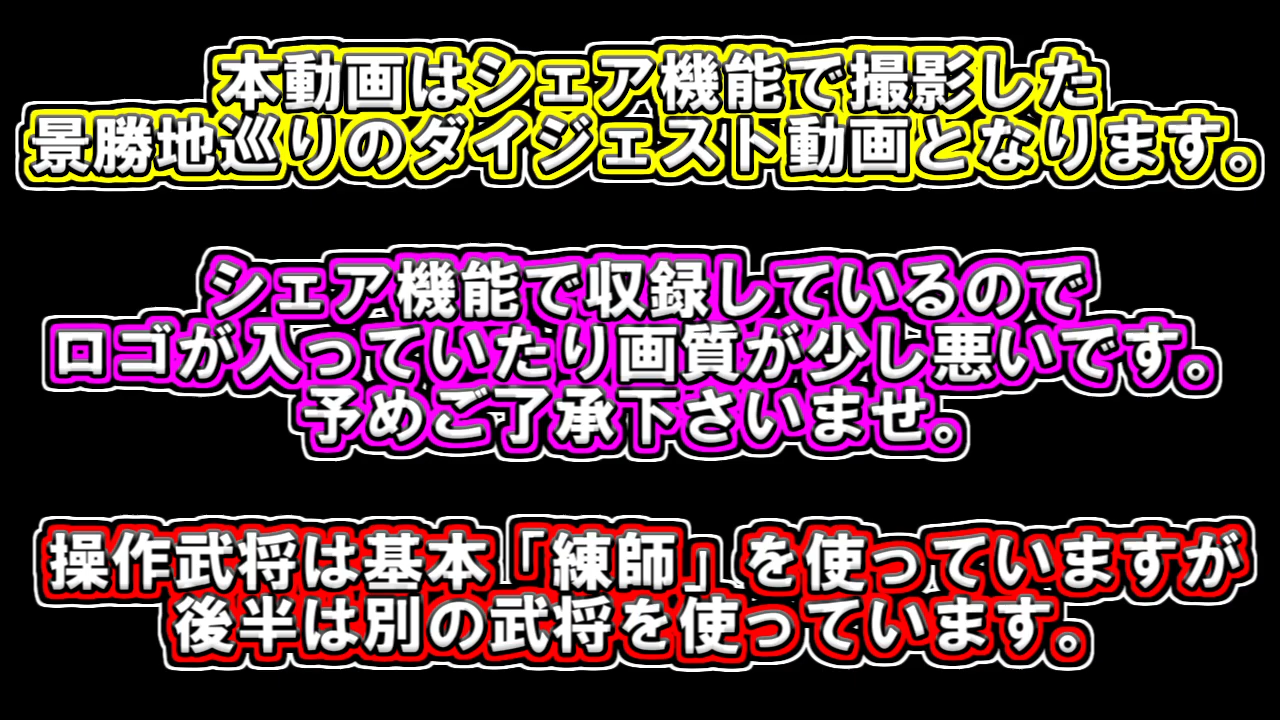 本動画はシェア機能で撮影した
景勝地巡りのダイジェスト動画となります。
シェア機能で収録しているので
ロゴが入っていたり画質が少し悪いです。
予めご了承下さいませ。
操作武将は基本「練師」を使っていますが
後半は別の武将を使っています。